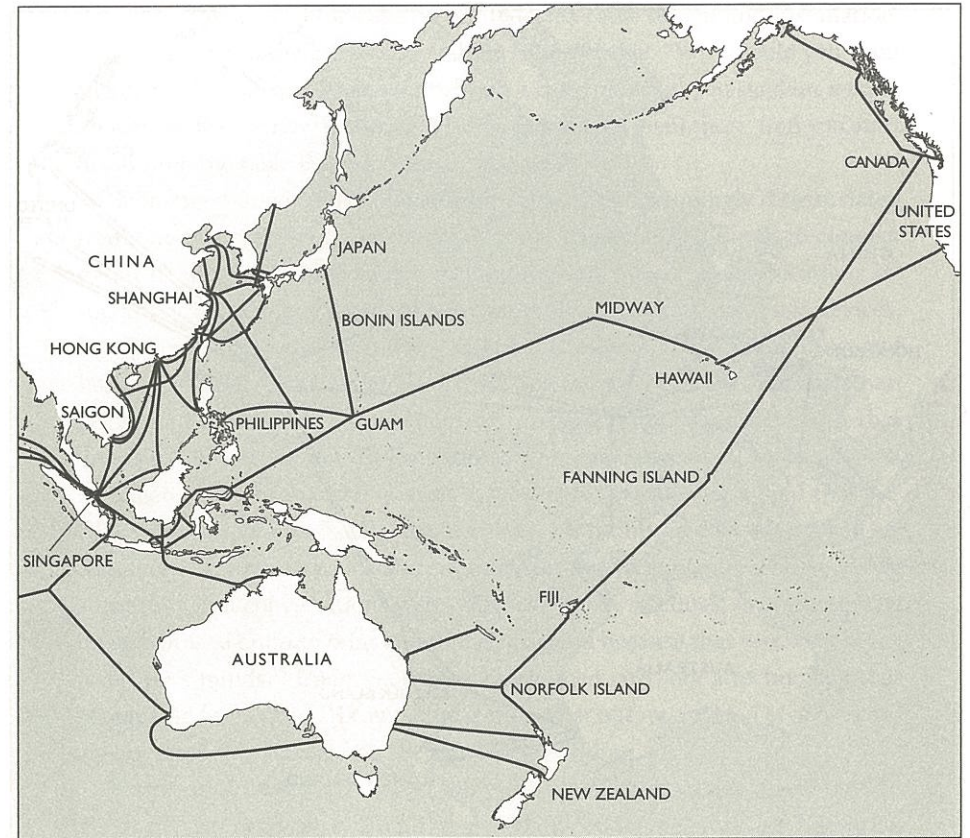 CANADA
UNITED
STATES
JAPAN
CHINA
SHANGHAI
BONIN ISLANDS
MIDWAY
HONG KONG
HAWAII
SAIGON
PHILIPPINES
GUAM
FANNING ISLAND
SINGAPORE
FIJI
AUSTRALIA
NORFOLK ISLAND
NEW ZEALAND